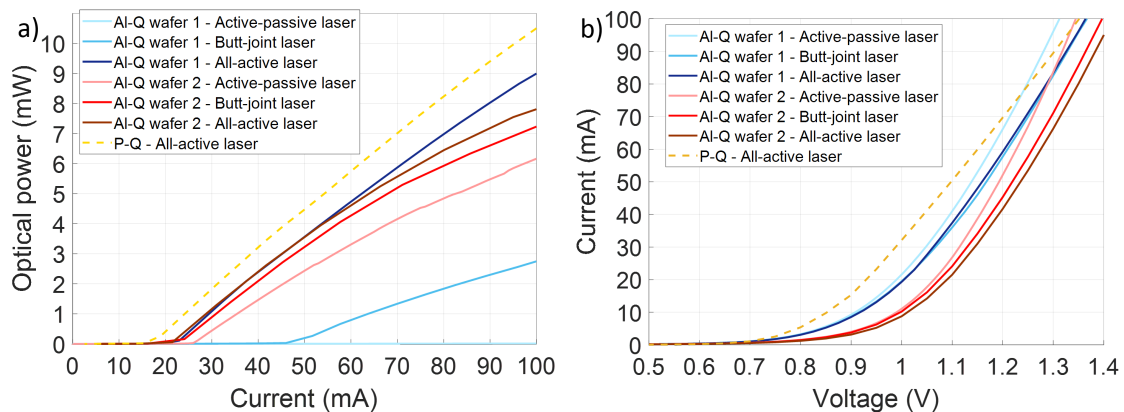 a)
Al-Q wafer 1 - Active-passive laser
Al-Q wafer 1 - Butt-joint laser
Al-Q wafer 1 - All-active laser
Al-Q wafer 2 - Active-passive laser
Al-Q wafer 2 - Butt-joint laser
Al-Q wafer 2 - All-active laser
P-Q - All-active laser
Optical power (mW)
10
9
8
7
6
5
4
3
2
1
0
0 10 20 30 40 50 60 70 80 90 100
Current (mA)
b)
Al-Q wafer 1 - Active-passive laser
Al-Q wafer 1 - Butt-joint laser
Al-Q wafer 1 - All-active laser
Al-Q wafer 2 - Active-passive laser
Al-Q wafer 2 - Butt-joint laser
Al-Q wafer 2 - All-active laser
P-Q - All-active laser
Current (mA)
100
90
80
70
60
50
40
30
20
10
0
0.5 0.6 0.7 0.8 0.9 1 1.1 1.2 1.3 1.4
Voltage (V)